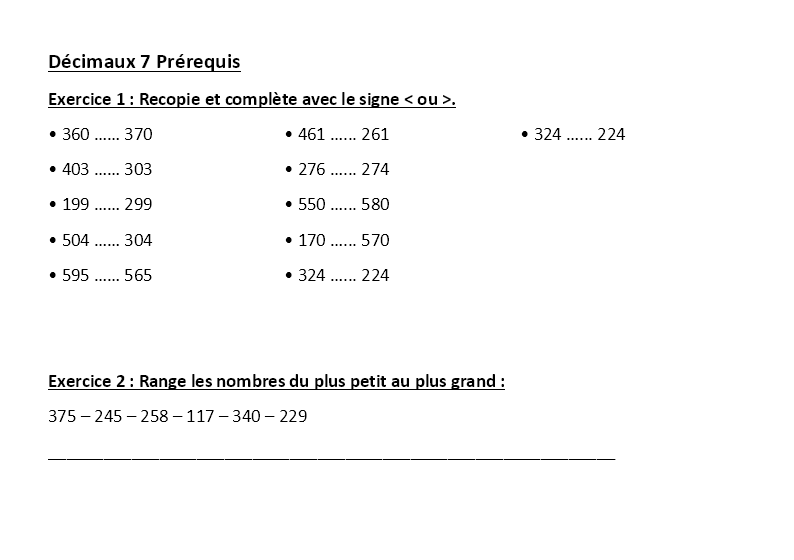 Décimaux 7 Prérequis
Exercice 1 : Recopie et complète avec le signe < ou >.
• 360 …… 370
• 403 …… 303
• 199 …… 299
• 504 …… 304
• 595 …… 565
• 461 …… 261
• 276 …… 274
• 550 …… 580
• 170 …… 570
• 324 …… 224
• 324 …… 224
Exercice 2 : Range les nombres du plus petit au plus grand :
375 – 245 – 258 – 117 – 340 – 229